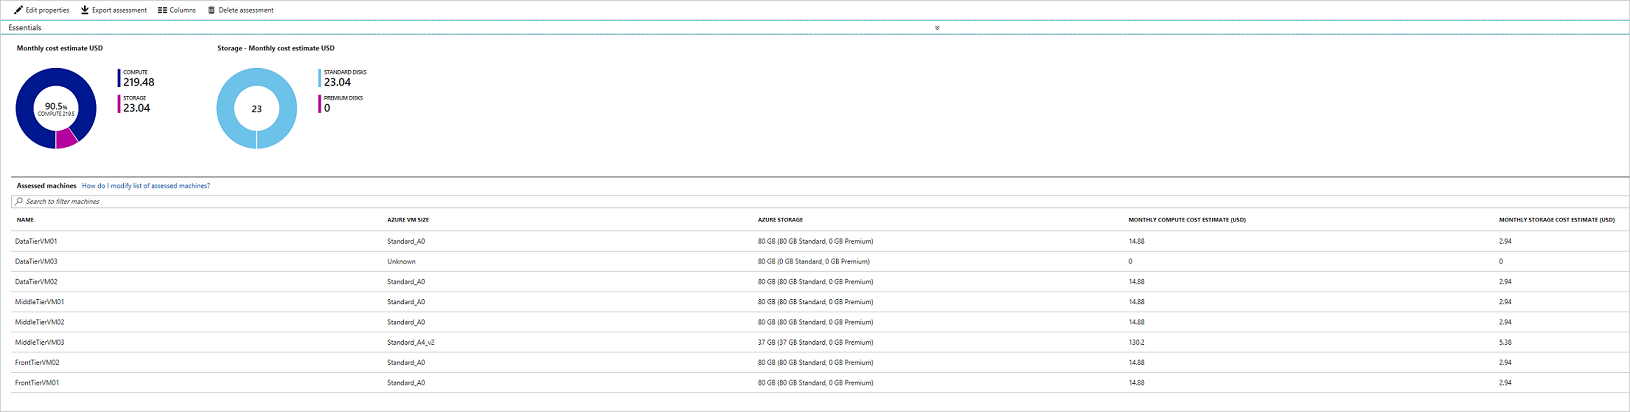 Edit properties Export assessment Columns Delete assessment
Essentials
Monthly cost estimate USD Storage - Monthly cost estimate USD
COMPUTE
219.48
STORAGE
23.04
90.5%
COMPUTE 219.5
STANDARD DISKS
23.04
PREMIUM DISKS
0
23
Assessed machines How do I modify list of assessed machines?
Search to filter machines
NAME AZURE VM SIZE AZURE STORAGE MONTHLY COMPUTE COST ESTIMATE (USD) MONTHLY STORAGE COST ESTIMATE (USD)
DataTierVM01 Standard_A0 80 GB (80 GB Standard, 0 GB Premium) 14.88 2.94
DataTierVM03 Unknown 80 GB (0 GB Standard, 0 GB Premium) 0 0
DataTierVM02 Standard_A0 80 GB (80 GB Standard, 0 GB Premium) 14.88 2.94
MiddleTierVM01 Standard_A0 80 GB (80 GB Standard, 0 GB Premium) 14.88 2.94
MiddleTierVM02 Standard_A0 80 GB (80 GB Standard, 0 GB Premium) 14.88 2.94
MiddleTierVM03 Standard_A4_v2 37 GB (37 GB Standard, 0 GB Premium) 130.2 5.38
FrontTierVM02 Standard_A0 80 GB (80 GB Standard, 0 GB Premium) 14.88 2.94
FrontTierVM01 Standard_A0 80 GB (80 GB Standard, 0 GB Premium) 14.88 2.94